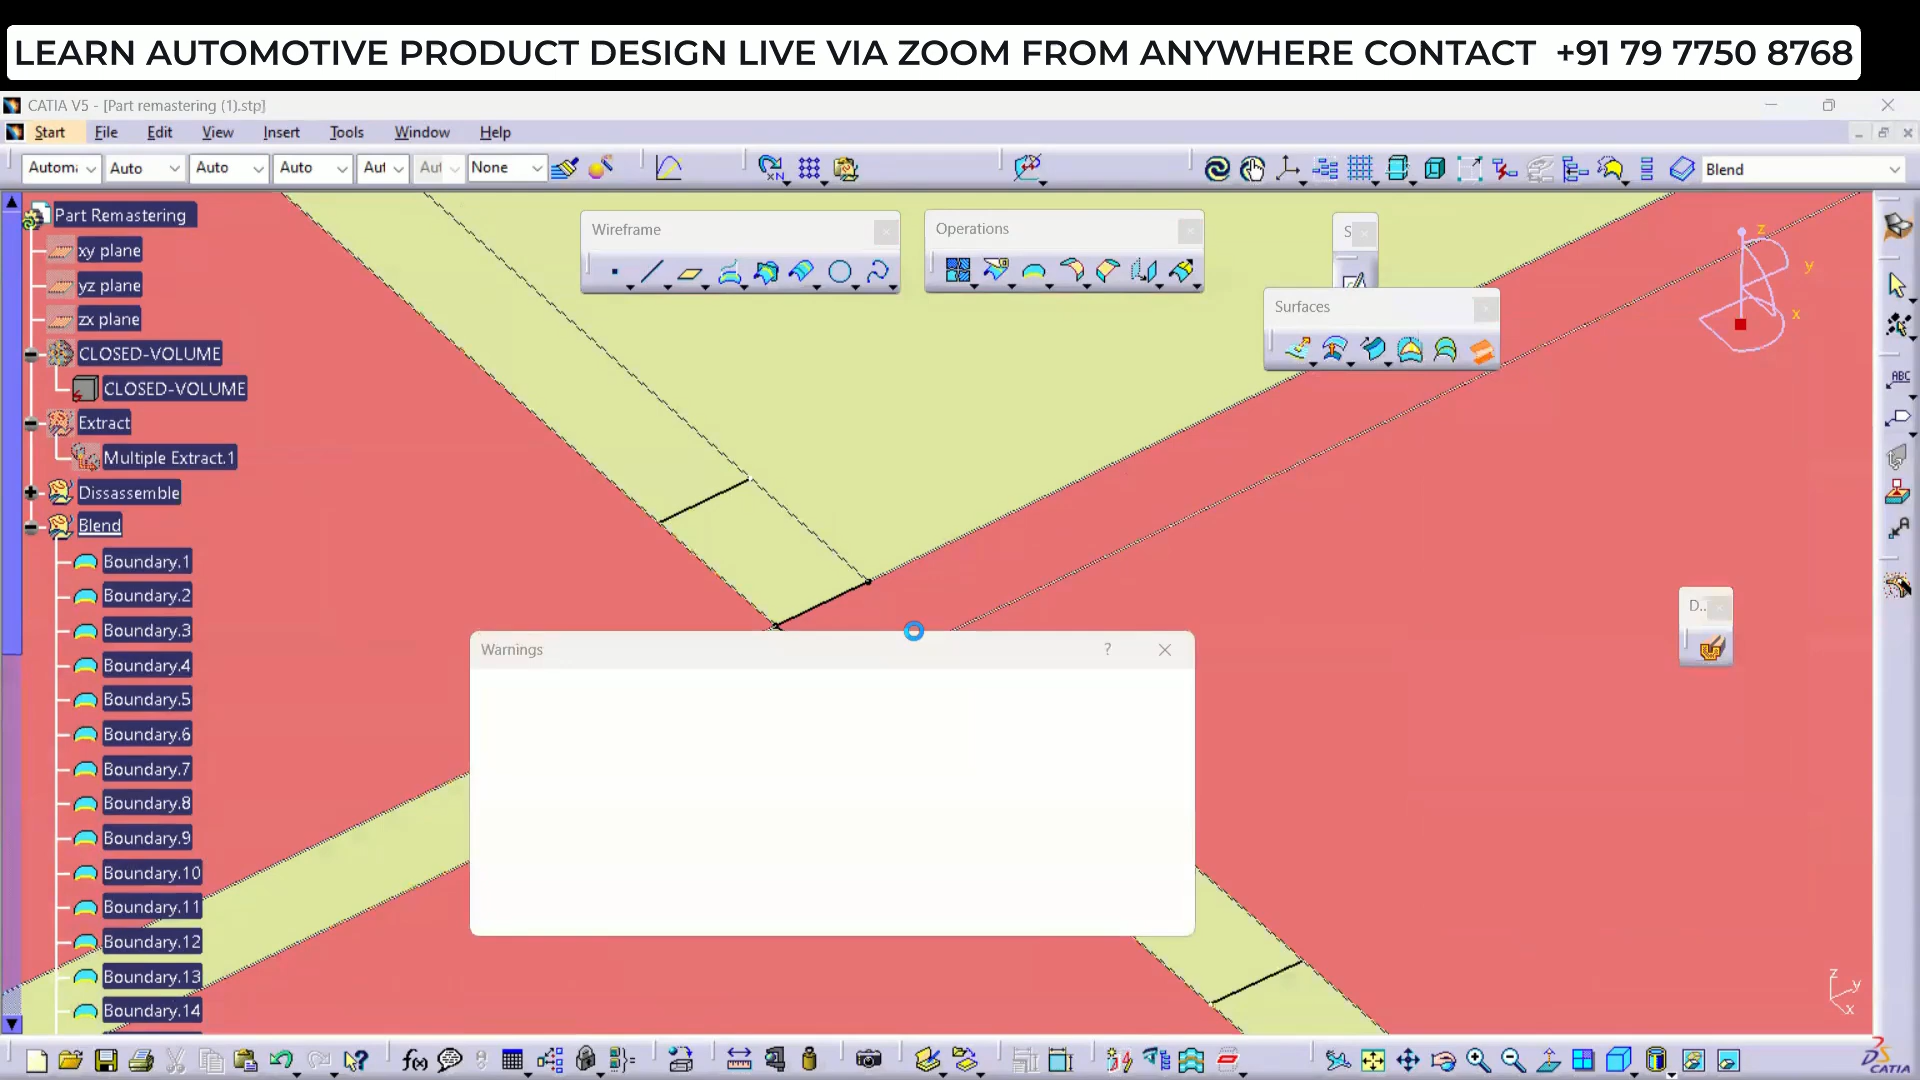 LEARN AUTOMOTIVE PRODUCT DESIGN LIVE VIA ZOOM FROM ANYWHERE CONTACT +91 79 7750 8768
CATIA V5 - [Part remastering (1).stp]
Start File Edit View Insert Tools Window Help
Auto Auto Auto Aut Aut None Blend
Part Remastering
xy plane
yz plane
zx plane
CLOSED-VOLUME
CLOSED-VOLUME
Extract
Multiple Extract.1
Dissassemble
Blend
Boundary.1
Boundary.2
Boundary.3
Boundary.4
Boundary.5
Boundary.6
Boundary.7
Boundary.8
Boundary.9
Boundary.10
Boundary.11
Boundary.12
Boundary.13
Boundary.14
Wireframe
Operations
S
Surfaces
z
y
x
ABC
D..
Warnings
?
z
y
x
f(x)
CATIA